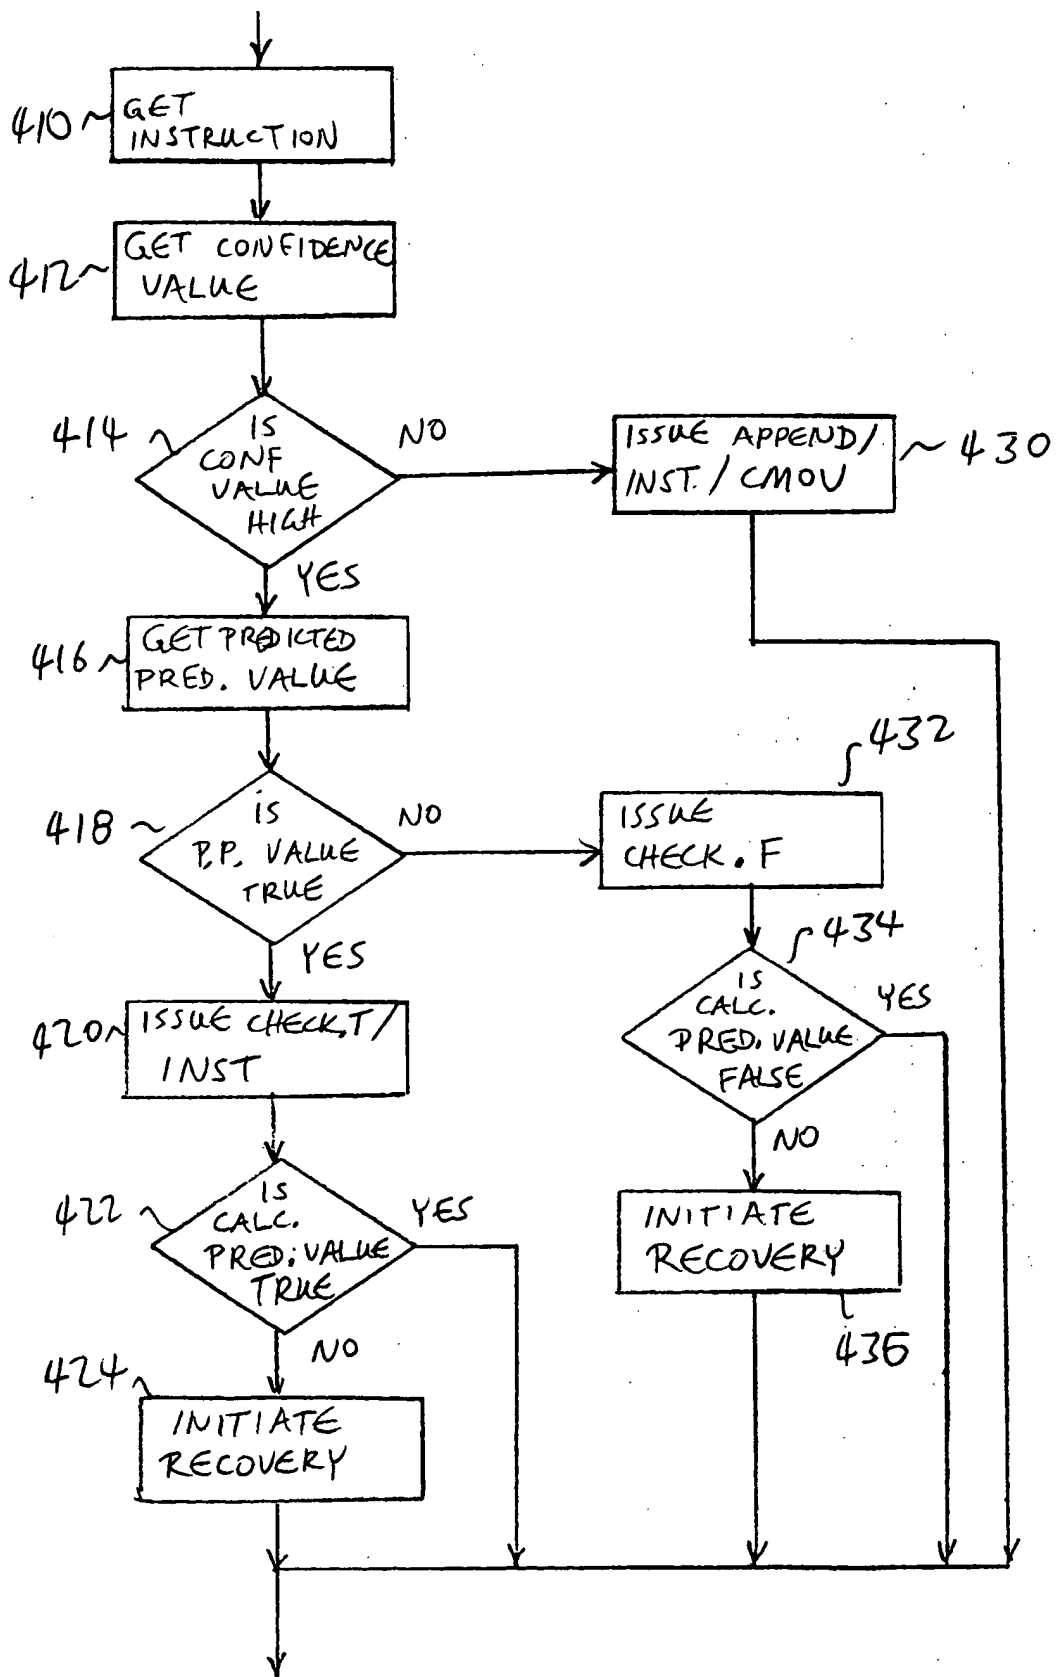 410
GET
INSTRUCTION
412
GET CONFIDENCE
VALUE
414
IS
CONF
VALUE
HIGH
NO
YES
ISSUE APPEND/
INST./CMOV
430
416
GET PREDICTED
PRED. VALUE
418
IS
P.P. VALUE
TRUE
NO
YES
432
ISSUE
CHECK.F
434
IS
CALC.
PRED. VALUE
FALSE
YES
NO
420
ISSUE CHECK.T/
INST
422
IS
CALC.
PRED. VALUE
TRUE
YES
NO
INITIATE
RECOVERY
436
424
INITIATE
RECOVERY